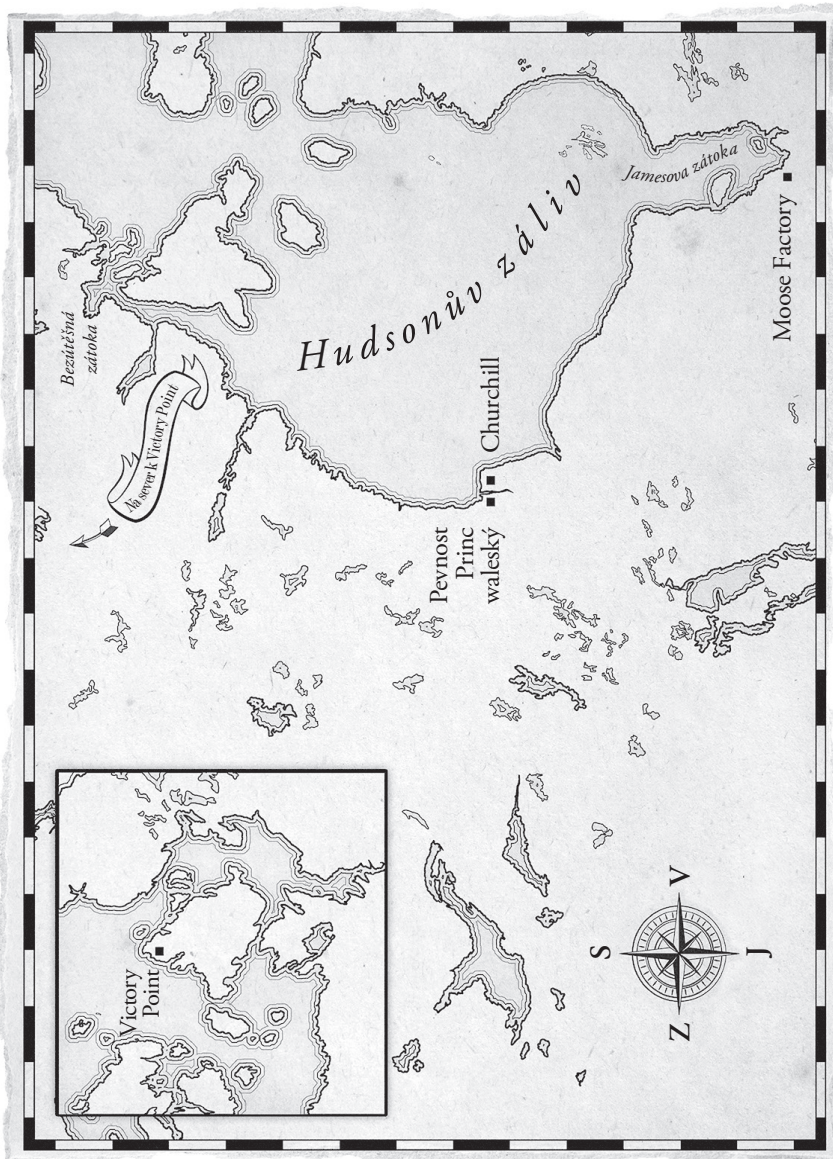 Bezútěšná
zátoka
Na sever k Victory Point
Hudsonův záliv
Jamesova zátoka
Moose Factory
Churchill
Pevnost
Princ
waleský
Victory
Point
S
Z
V
J